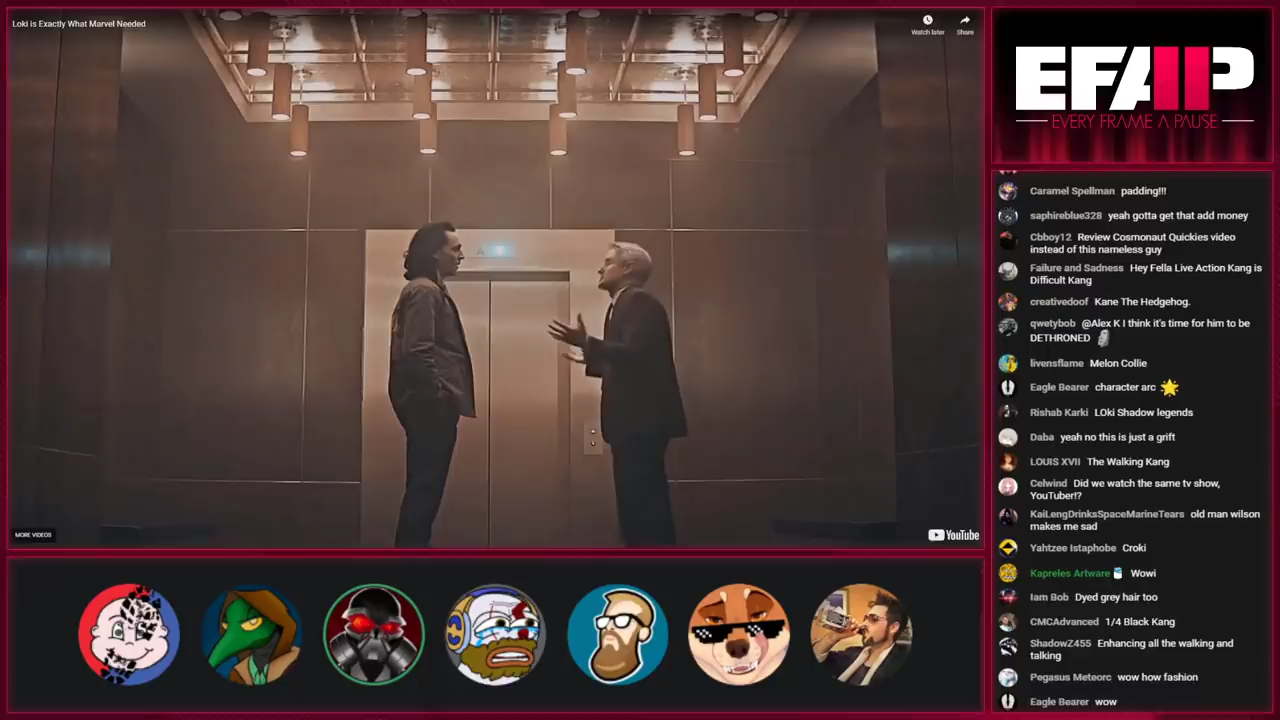 Loki is Exactly What Marvel Needed
Watch later
Share
MORE VIDEOS
YouTube
EFAP
EVERY FRAME A PAUSE
Caramel Spellman padding!!!
saphireblue328 yeah gotta get that add money
Cbboy12 Review Cosmonaut Quickies video
instead of this nameless guy
Failure and Sadness Hey Fella Live Action Kang is
Difficult Kang
creativedoof Kane The Hedgehog.
qwetybob @Alex K I think it's time for him to be
DETHRONED
livensflame Melon Collie
Eagle Bearer character arc
Rishab Karki LOki Shadow legends
Daba yeah no this is just a grift
LOUIS XVII The Walking Kang
Celwind Did we watch the same tv show,
YouTuber!?
KaiLengDrinksSpaceMarineTears old man wilson
makes me sad
Yahtzee Istaphobe Croki
Kapreles Artware Wowi
Iam Bob Dyed grey hair too
CMCAdvanced 1/4 Black Kang
ShadowZ455 Enhancing all the walking and
talking
Pegasus Meteorc wow how fashion
Eagle Bearer wow